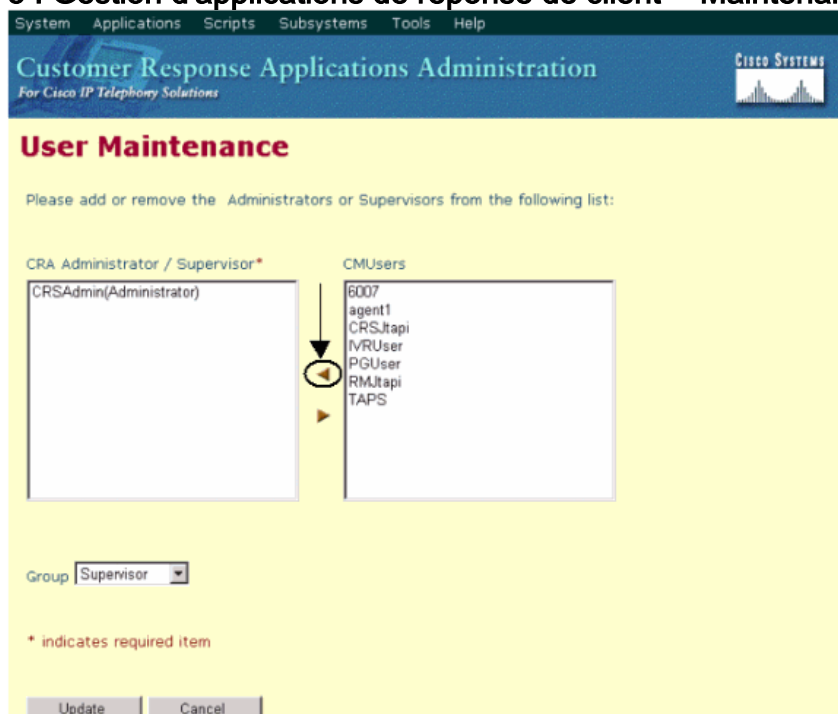 System Applications Scripts Subsystems Tools Help
Customer Response Applications Administration
For Cisco IP Telephony Solutions
CISCO SYSTEMS
User Maintenance
Please add or remove the Administrators or Supervisors from the following list:
CRA Administrator / Supervisor*
CRSAdmin(Administrator)
CMUsers
6007
agent1
CRSJtapi
IVRUser
PGUser
RMJtapi
TAPS
Group Supervisor
* indicates required item
Update Cancel